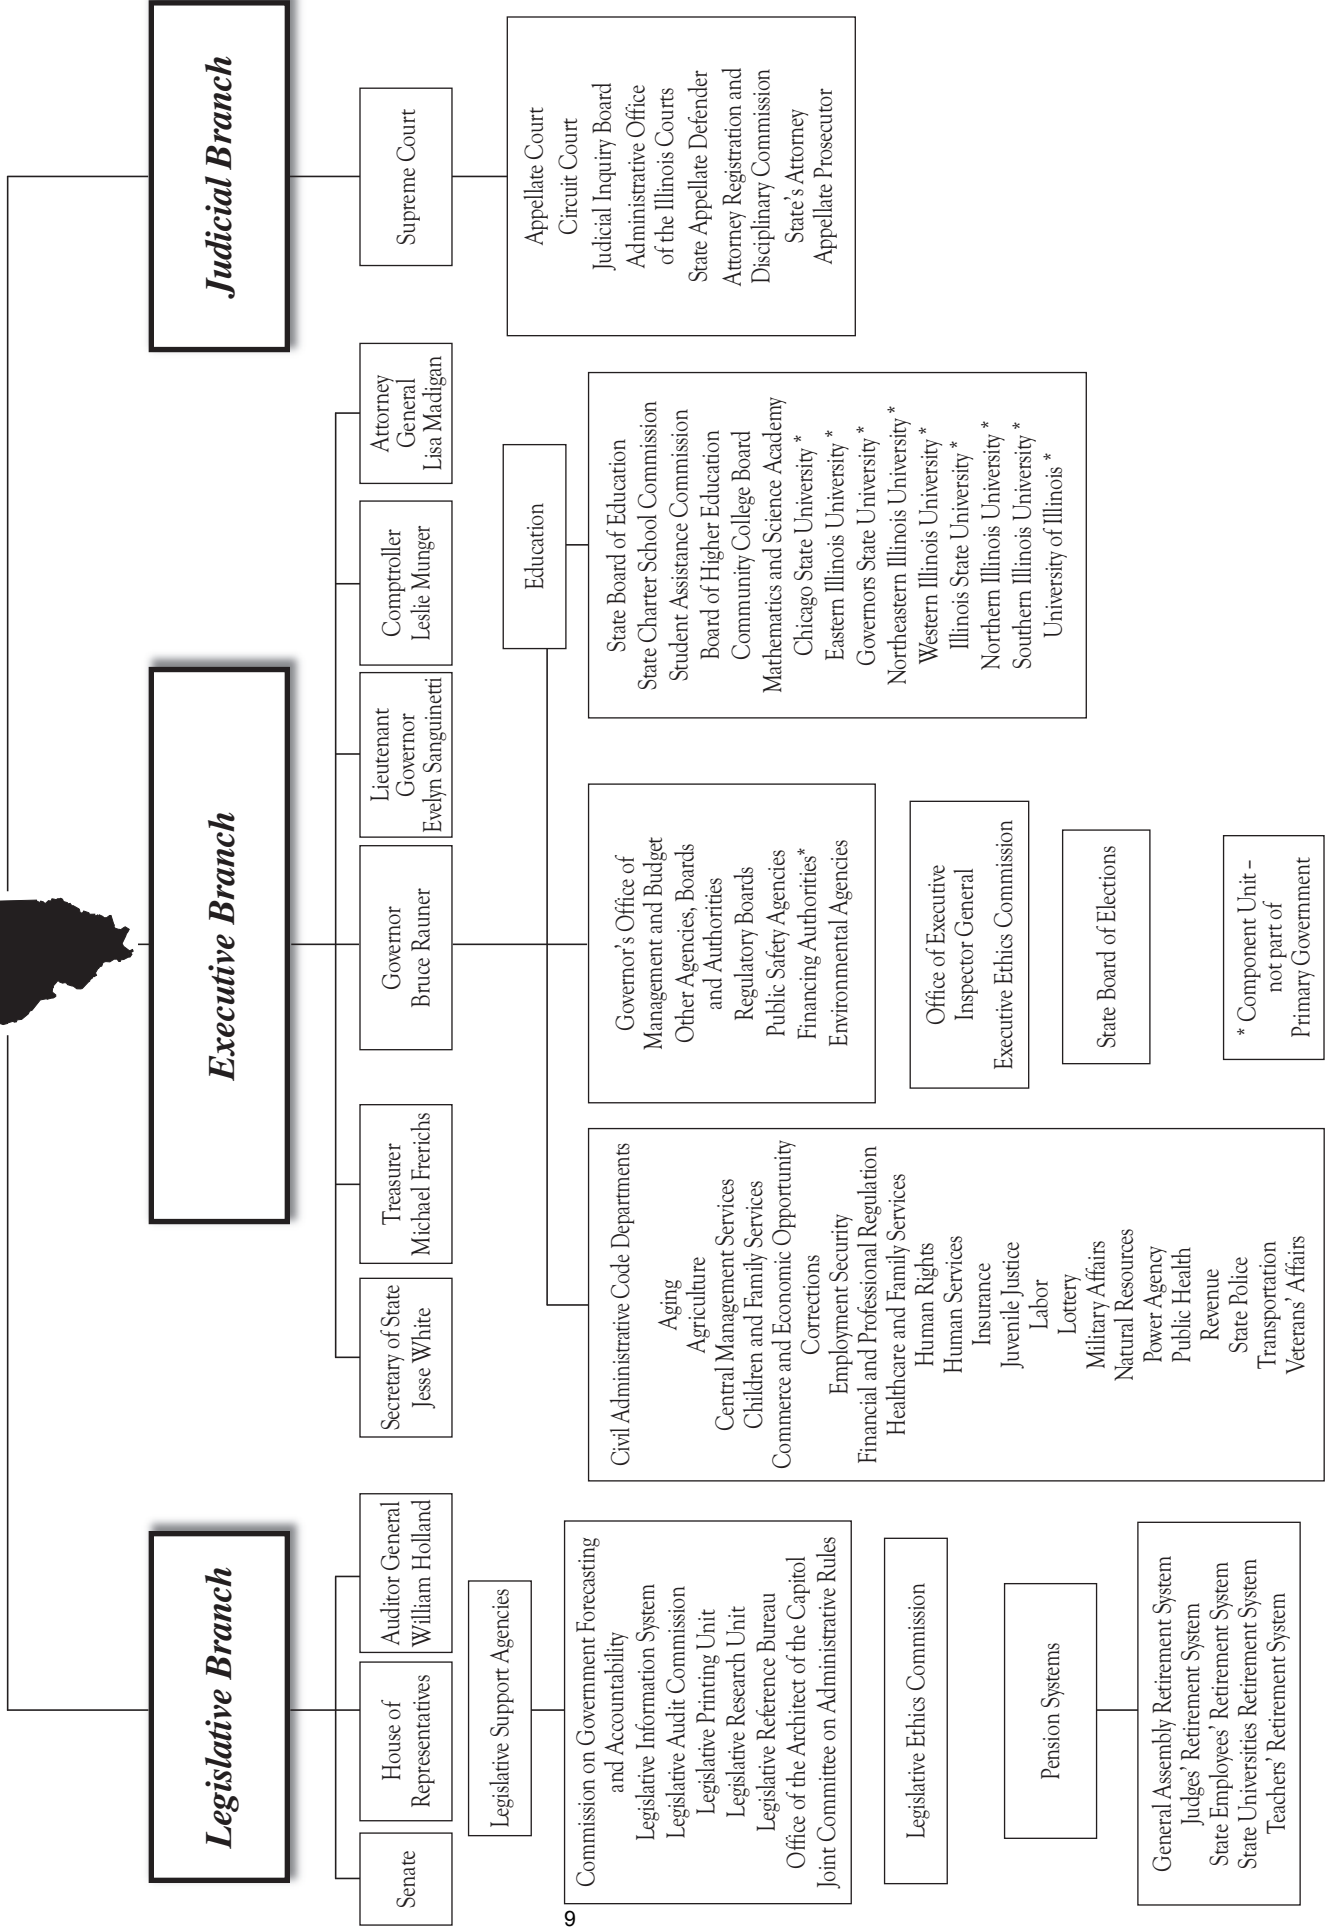 Legislative Branch
Executive Branch
Judicial Branch
Senate
House of
Representatives
Auditor General
William Holland
Secretary of State
Jesse White
Treasurer
Michael Frerichs
Governor
Bruce Rauner
Lieutenant
Governor
Evelyn Sanguinetti
Comptroller
Leslie Munger
Attorney
General
Lisa Madigan
Supreme Court
Legislative Support Agencies
Commission on Government Forecasting
and Accountability
Legislative Information System
Legislative Audit Commission
Legislative Printing Unit
Legislative Research Unit
Legislative Reference Bureau
Office of the Architect of the Capitol
Joint Committee on Administrative Rules
Legislative Ethics Commission
Pension Systems
General Assembly Retirement System
Judges' Retirement System
State Employees' Retirement System
State Universities Retirement System
Teachers' Retirement System
Civil Administrative Code Departments
Aging
Agriculture
Central Management Services
Children and Family Services
Commerce and Economic Opportunity
Corrections
Employment Security
Financial and Professional Regulation
Healthcare and Family Services
Human Rights
Human Services
Insurance
Juvenile Justice
Labor
Lottery
Military Affairs
Natural Resources
Power Agency
Public Health
Revenue
State Police
Transportation
Veterans' Affairs
Governor's Office of
Management and Budget
Other Agencies, Boards
and Authorities
Regulatory Boards
Public Safety Agencies
Financing Authorities*
Environmental Agencies
Office of Executive
Inspector General
Executive Ethics Commission
State Board of Elections
* Component Unit –
not part of
Primary Government
Education
State Board of Education
State Charter School Commission
Student Assistance Commission
Board of Higher Education
Community College Board
Mathematics and Science Academy
Chicago State University *
Eastern Illinois University *
Governors State University *
Northeastern Illinois University *
Western Illinois University *
Illinois State University *
Northern Illinois University *
Southern Illinois University *
University of Illinois *
Appellate Court
Circuit Court
Judicial Inquiry Board
Administrative Office
of the Illinois Courts
State Appellate Defender
Attorney Registration and
Disciplinary Commission
State's Attorney
Appellate Prosecutor
9